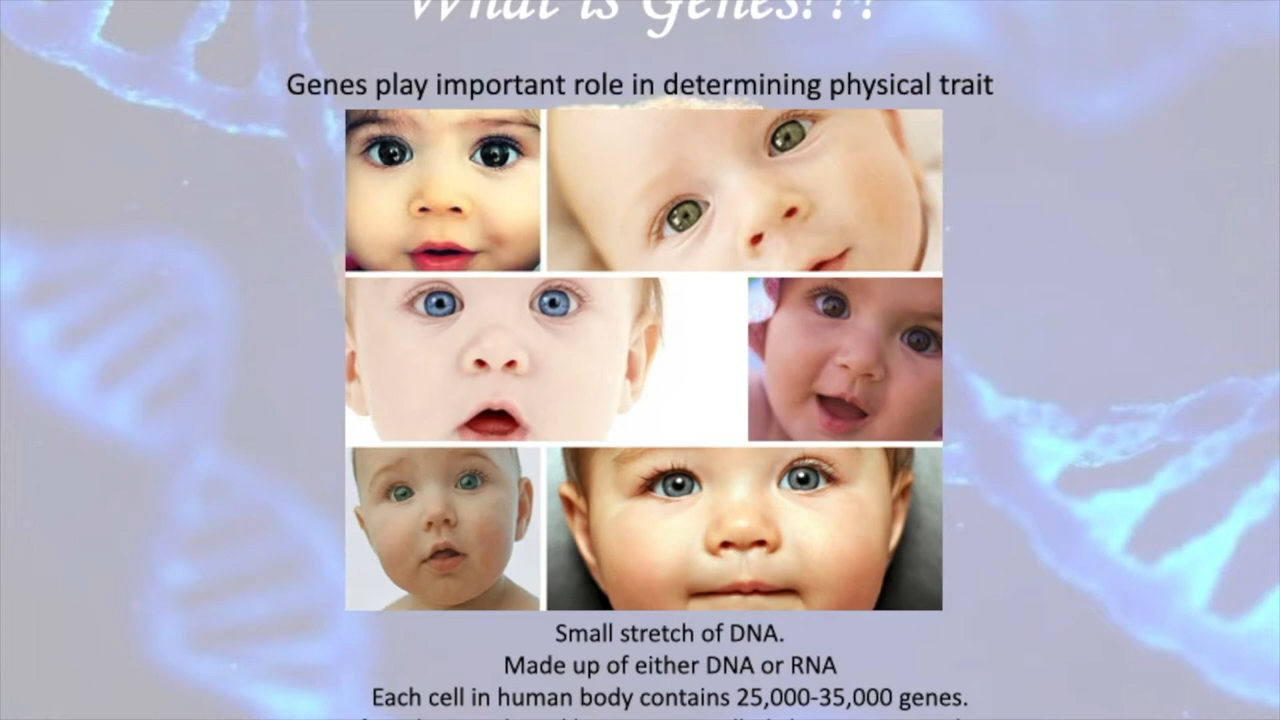 What is Genes???
Genes play important role in determining physical trait
Small stretch of DNA.
Made up of either DNA or RNA
Each cell in human body contains 25,000-35,000 genes.